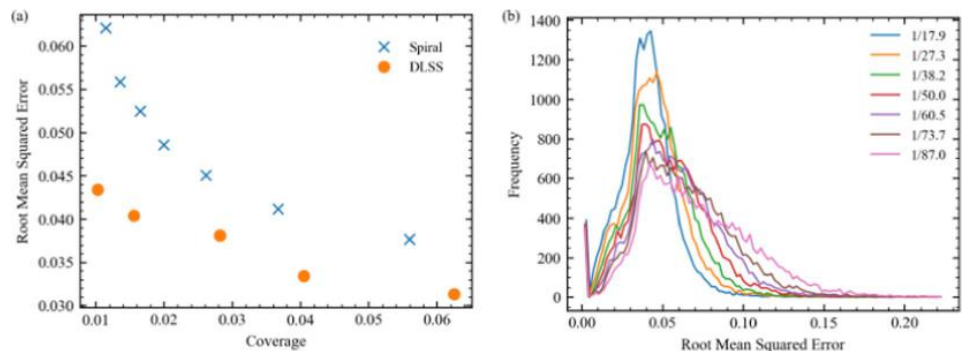 (a)
Root Mean Squared Error
0.060
0.055
0.050
0.045
0.040
0.035
0.030
Spiral
DLSS
0.01 0.02 0.03 0.04 0.05 0.06
Coverage
(b)
Frequency
1400
1200
1000
800
600
400
200
0
1/17.9
1/27.3
1/38.2
1/50.0
1/60.5
1/73.7
1/87.0
0.00 0.05 0.10 0.15 0.20
Root Mean Squared Error